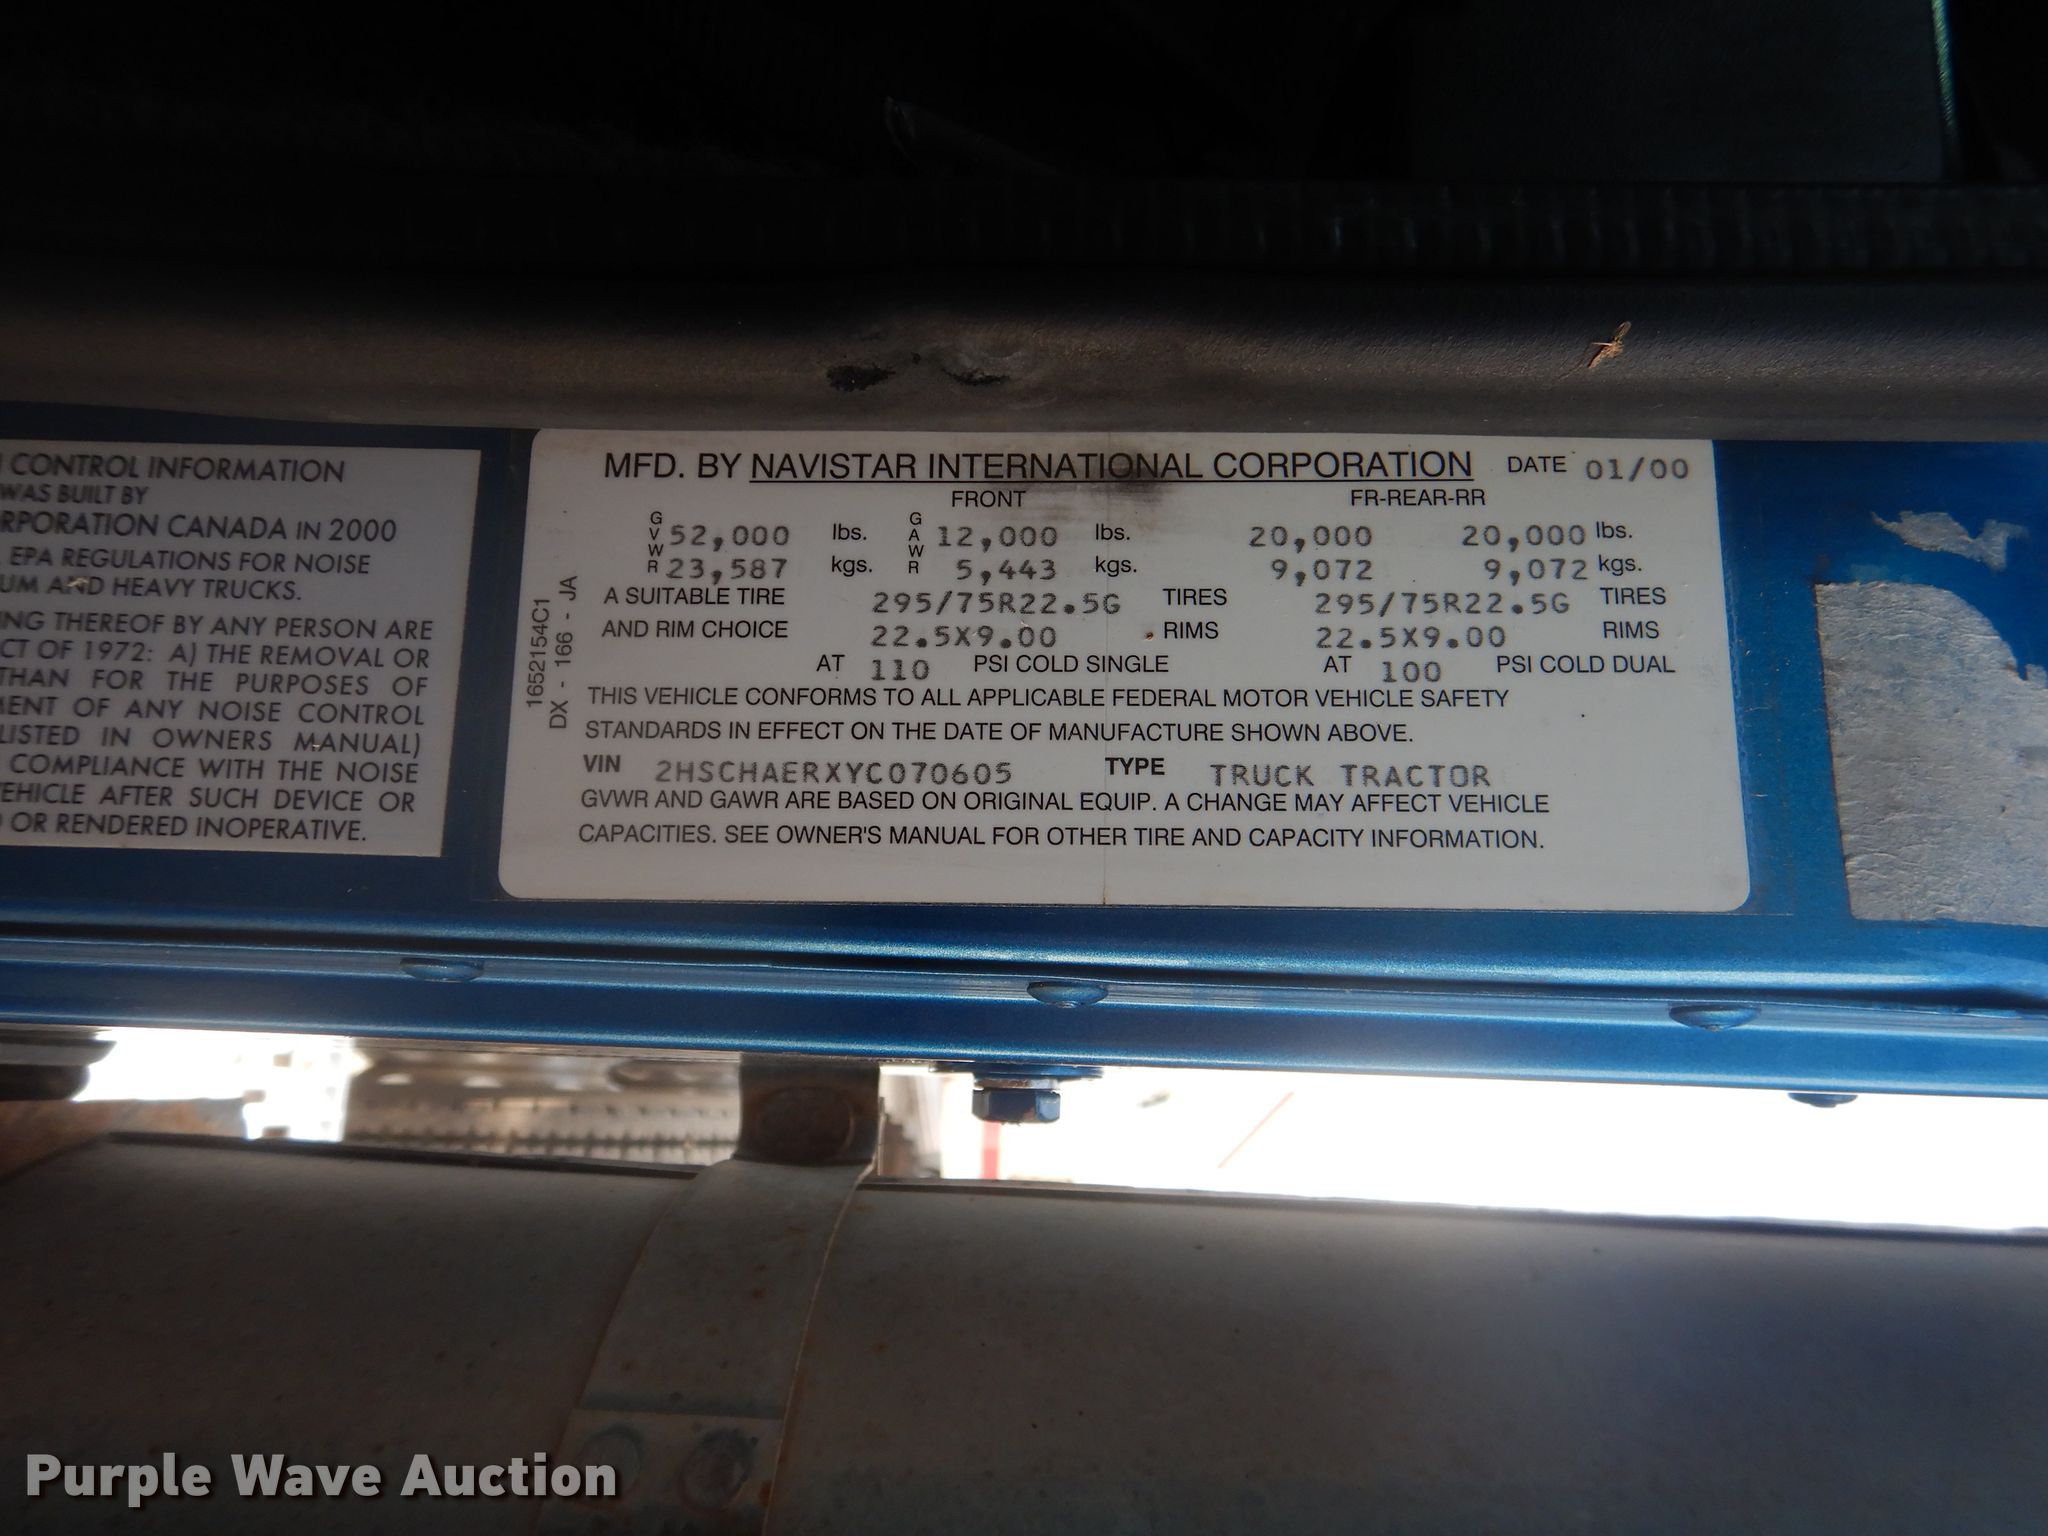 CONTROL INFORMATION
WAS BUILT BY
RPORATION CANADA IN 2000
EPA REGULATIONS FOR NOISE
UM AND HEAVY TRUCKS.
ING THEREOF BY ANY PERSON ARE
CT OF 1972: A) THE REMOVAL OR
THAN FOR THE PURPOSES OF
MENT OF ANY NOISE CONTROL
LISTED IN OWNERS MANUAL)
COMPLIANCE WITH THE NOISE
VEHICLE AFTER SUCH DEVICE OR
OR RENDERED INOPERATIVE.
1652154C1
DX - 166 - JA
MFD. BY NAVISTAR INTERNATIONAL CORPORATION DATE 01/00
FRONT FR-REAR-RR
GVWR 52,000 lbs. GAWR 12,000 lbs. 20,000 20,000 lbs.
23,587 kgs. 5,443 kgs. 9,072 9,072 kgs.
A SUITABLE TIRE 295/75R22.5G TIRES 295/75R22.5G TIRES
AND RIM CHOICE 22.5X9.00 RIMS 22.5X9.00 RIMS
AT 110 PSI COLD SINGLE AT 100 PSI COLD DUAL
THIS VEHICLE CONFORMS TO ALL APPLICABLE FEDERAL MOTOR VEHICLE SAFETY
STANDARDS IN EFFECT ON THE DATE OF MANUFACTURE SHOWN ABOVE.
VIN 2HSCHAERXYC070605 TYPE TRUCK TRACTOR
GVWR AND GAWR ARE BASED ON ORIGINAL EQUIP. A CHANGE MAY AFFECT VEHICLE
CAPACITIES. SEE OWNER'S MANUAL FOR OTHER TIRE AND CAPACITY INFORMATION.
Purple Wave Auction